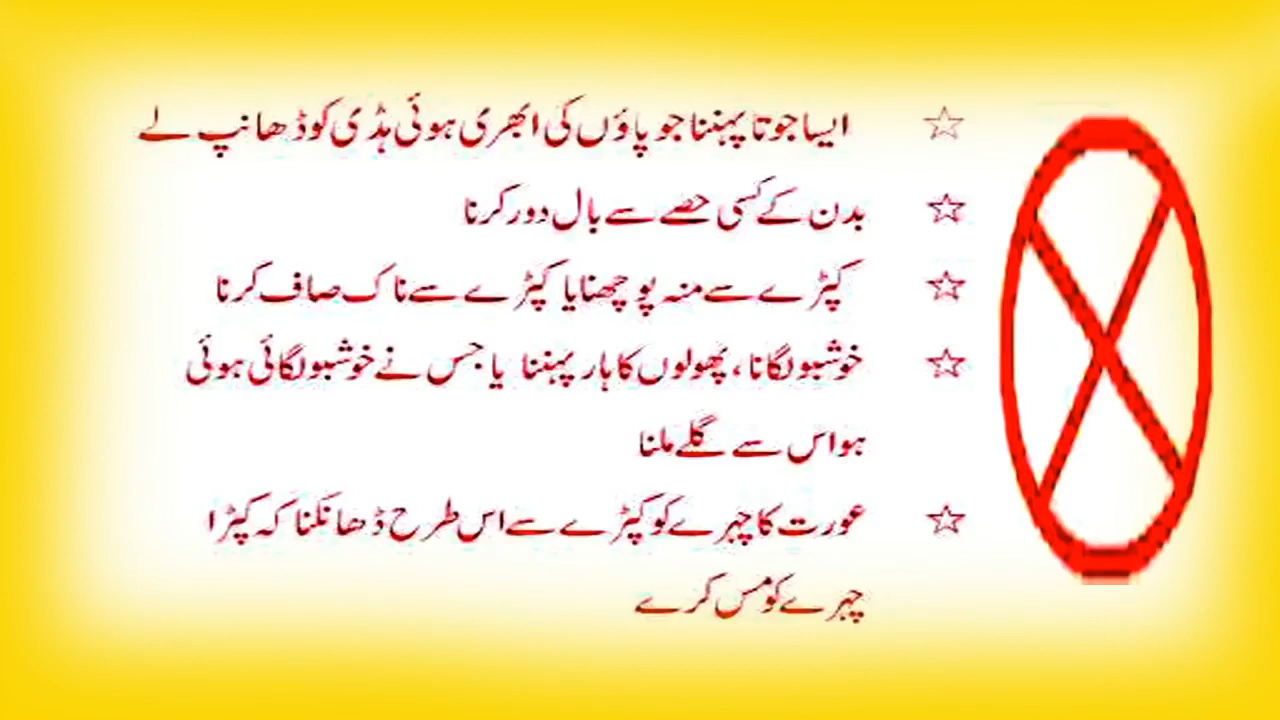 ☆ ایسا جوتا پہننا جو پاؤں کی ابھری ہوئی ہڈی کو ڈھانپ لے
☆ بدن کے کسی حصے سے بال دور کرنا
☆ کپڑے سے منہ پوچھنا یا کپڑے سے ناک صاف کرنا
☆ خوشبو لگانا، پھولوں کا ہار پہننا یا جس نے خوشبو لگائی ہوئی
ہو اس سے گلے ملنا
☆ عورت کا چہرے کو کپڑے سے اس طرح ڈھانکنا کہ کپڑا
چہرے کو مس کرے